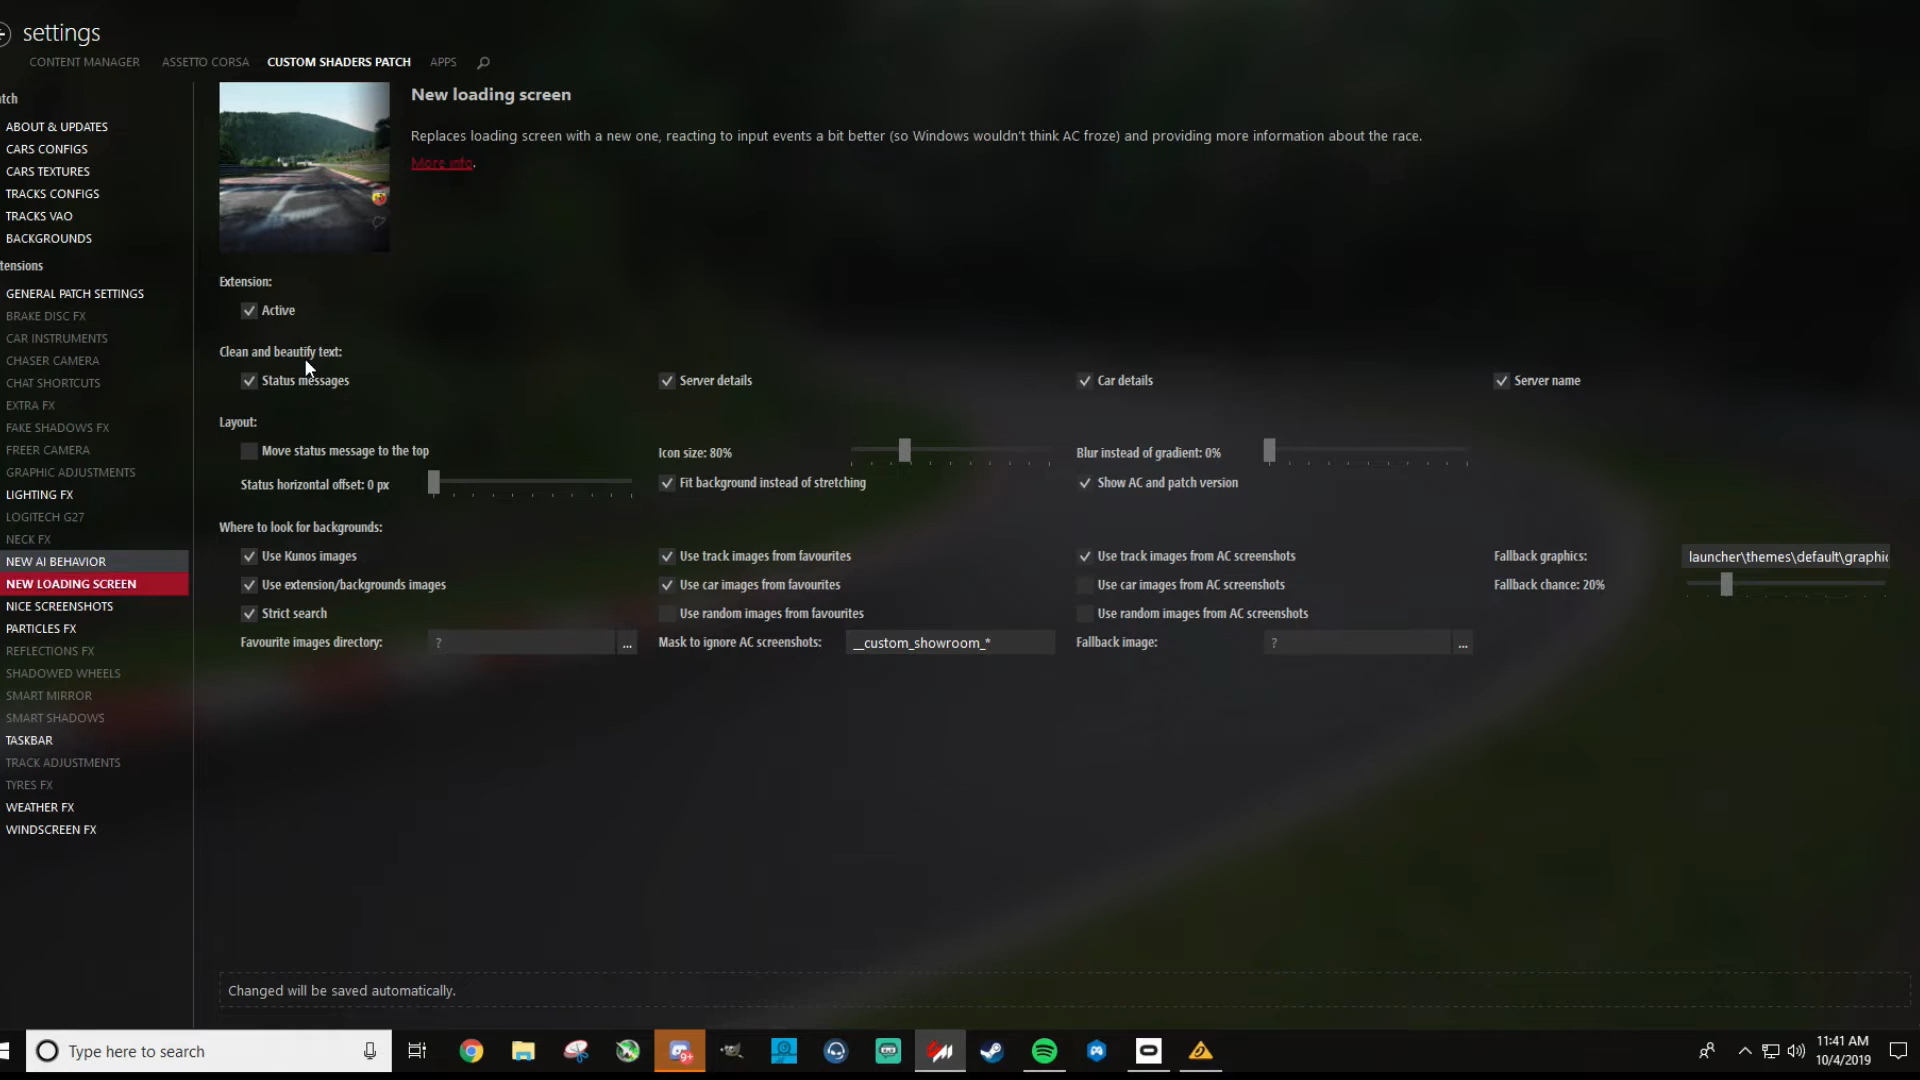 settings
CONTENT MANAGER ASSETTO CORSA CUSTOM SHADERS PATCH APPS
tch
ABOUT & UPDATES
CARS CONFIGS
CARS TEXTURES
TRACKS CONFIGS
TRACKS VAO
BACKGROUNDS
tensions
GENERAL PATCH SETTINGS
BRAKE DISC FX
CAR INSTRUMENTS
CHASER CAMERA
CHAT SHORTCUTS
EXTRA FX
FAKE SHADOWS FX
FREER CAMERA
GRAPHIC ADJUSTMENTS
LIGHTING FX
LOGITECH G27
NECK FX
NEW AI BEHAVIOR
NEW LOADING SCREEN
NICE SCREENSHOTS
PARTICLES FX
REFLECTIONS FX
SHADOWED WHEELS
SMART MIRROR
SMART SHADOWS
TASKBAR
TRACK ADJUSTMENTS
TYRES FX
WEATHER FX
WINDSCREEN FX
New loading screen
Replaces loading screen with a new one, reacting to input events a bit better (so Windows wouldn't think AC froze) and providing more information about the race.
More info.
Extension:
Active
Clean and beautify text:
Status messages Server details Car details Server name
Layout:
Move status message to the top Icon size: 80% Blur instead of gradient: 0%
Status horizontal offset: 0 px Fit background instead of stretching Show AC and patch version
Where to look for backgrounds:
Use Kunos images Use track images from favourites Use track images from AC screenshots Fallback graphics: launcher\themes\default\graphic
Use extension/backgrounds images Use car images from favourites Use car images from AC screenshots Fallback chance: 20%
Strict search Use random images from favourites Use random images from AC screenshots
Favourite images directory: ? ... Mask to ignore AC screenshots: __custom_showroom_* Fallback image: ? ...
Changed will be saved automatically.
Type here to search
9+
11:41 AM
10/4/2019